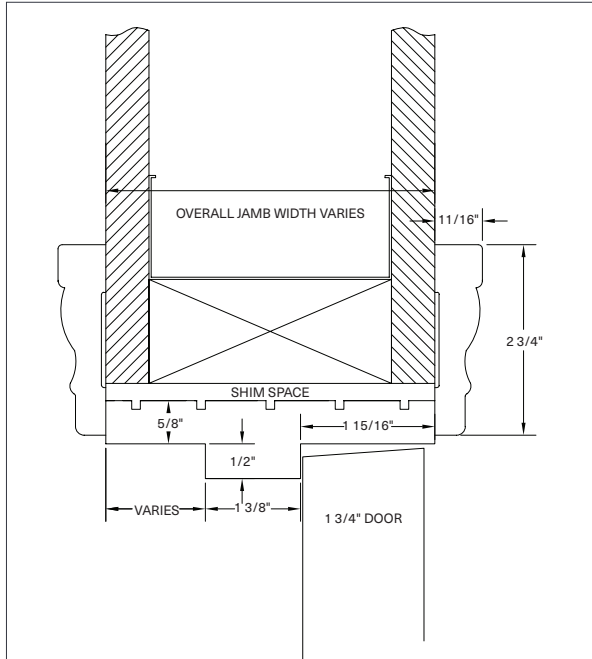 OVERALL JAMB WIDTH VARIES
11/16"
2 3/4"
SHIM SPACE
5/8"
1 15/16"
1/2"
VARIES
1 3/8"
1 3/4" DOOR